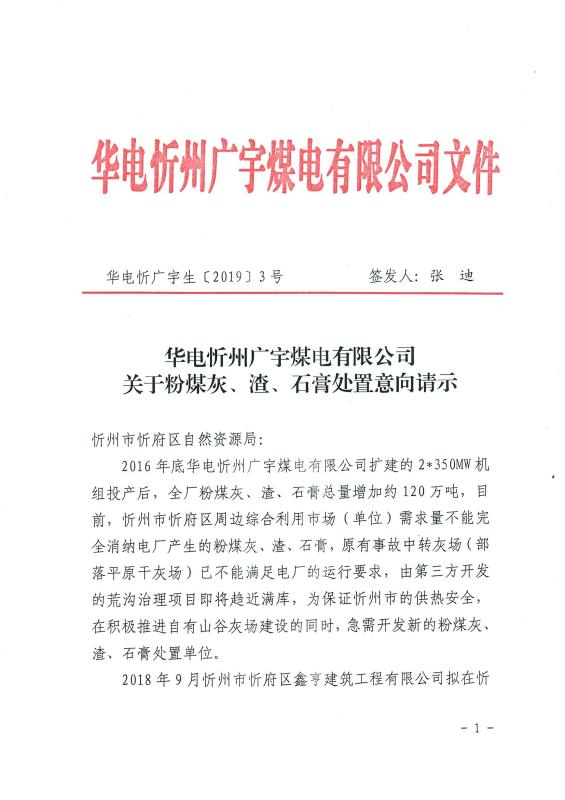 华电忻州广宇煤电有限公司文件
华电忻广宇生〔2019〕3号 签发人：张 迪
华电忻州广宇煤电有限公司
关于粉煤灰、渣、石膏处置意向请示
忻州市忻府区自然资源局：
2016年底华电忻州广宇煤电有限公司扩建的2*350MW机
组投产后，全厂粉煤灰、渣、石膏总量增加约120万吨，目
前，忻州市忻府区周边综合利用市场（单位）需求量不能完
全消纳电厂产生的粉煤灰、渣、石膏，原有事故中转灰场（部
落平原干灰场）已不能满足电厂的运行要求，由第三方开发
的荒沟治理项目即将趋近满库，为保证忻州市的供热安全，
在积极推进自有山谷灰场建设的同时，急需开发新的粉煤灰、
渣、石膏处置单位。
2018年9月忻州市忻府区鑫亨建筑工程有限公司拟在忻
- 1 -